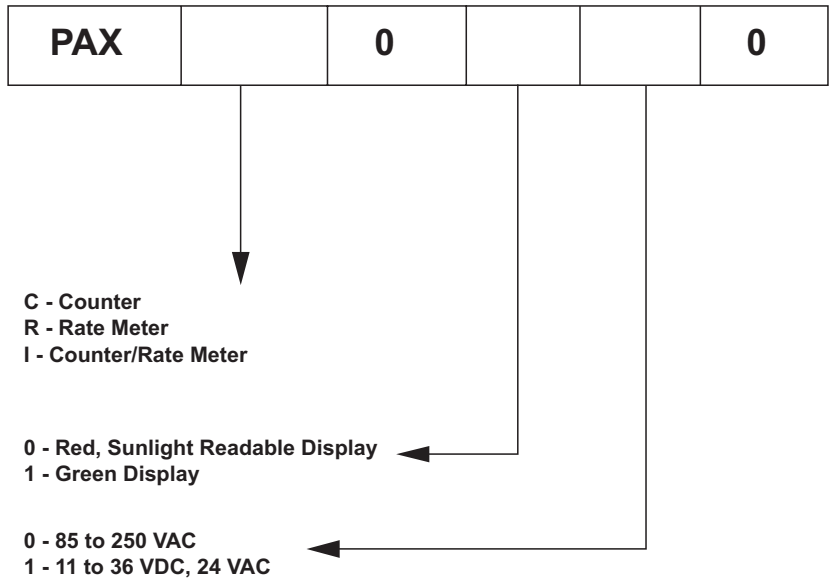 PAX 0 0
C - Counter
R - Rate Meter
I - Counter/Rate Meter
0 - Red, Sunlight Readable Display
1 - Green Display
0 - 85 to 250 VAC
1 - 11 to 36 VDC, 24 VAC